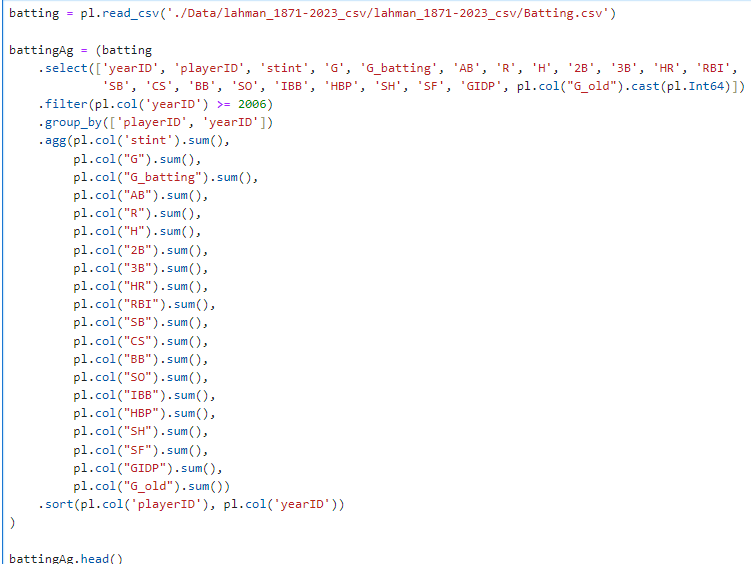 batting = pl.read_csv('./Data/lahman_1871-2023_csv/lahman_1871-2023_csv/Batting.csv')
battingAg = (batting
.select(['yearID', 'playerID', 'stint', 'G', 'G_batting', 'AB', 'R', 'H', '2B', '3B', 'HR', 'RBI',
'SB', 'CS', 'BB', 'SO', 'IBB', 'HBP', 'SH', 'SF', 'GIDP', pl.col("G_old").cast(pl.Int64)])
.filter(pl.col('yearID') >= 2006)
.group_by(['playerID', 'yearID'])
.agg(pl.col('stint').sum(),
pl.col("G").sum(),
pl.col("G_batting").sum(),
pl.col("AB").sum(),
pl.col("R").sum(),
pl.col("H").sum(),
pl.col("2B").sum(),
pl.col("3B").sum(),
pl.col("HR").sum(),
pl.col("RBI").sum(),
pl.col("SB").sum(),
pl.col("CS").sum(),
pl.col("BB").sum(),
pl.col("SO").sum(),
pl.col("IBB").sum(),
pl.col("HBP").sum(),
pl.col("SH").sum(),
pl.col("SF").sum(),
pl.col("GIDP").sum(),
pl.col("G_old").sum())
.sort(pl.col('playerID'), pl.col('yearID'))
)
battingAg.head()